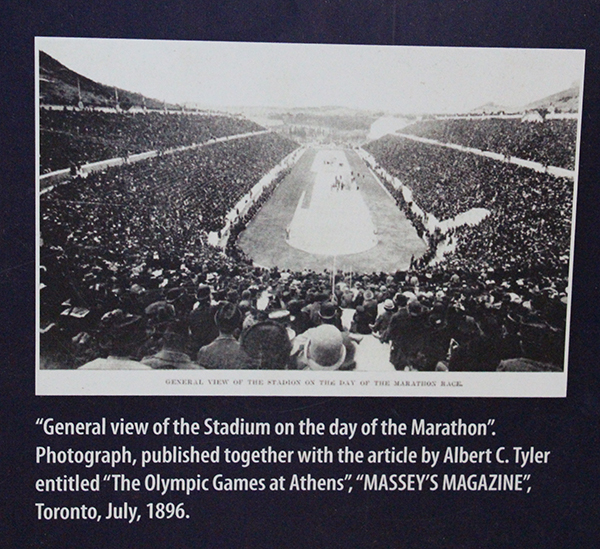 GENERAL VIEW OF THE STADION ON THE DAY OF THE MARATHON RACE.
“General view of the Stadium on the day of the Marathon”.
Photograph, published together with the article by Albert C. Tyler
entitled “The Olympic Games at Athens”, “MASSEY’S MAGAZINE”,
Toronto, July, 1896.